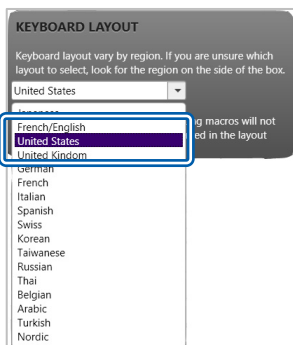 KEYBOARD LAYOUT
Keyboard layout vary by region. If you are unsure which
layout to select, look for the region on the side of the box.
United States
Japanese
French/English
United States
United Kindom
German
French
Italian
Spanish
Swiss
Korean
Taiwanese
Russian
Thai
Belgian
Arabic
Turkish
Nordic
macros will not
in the layout